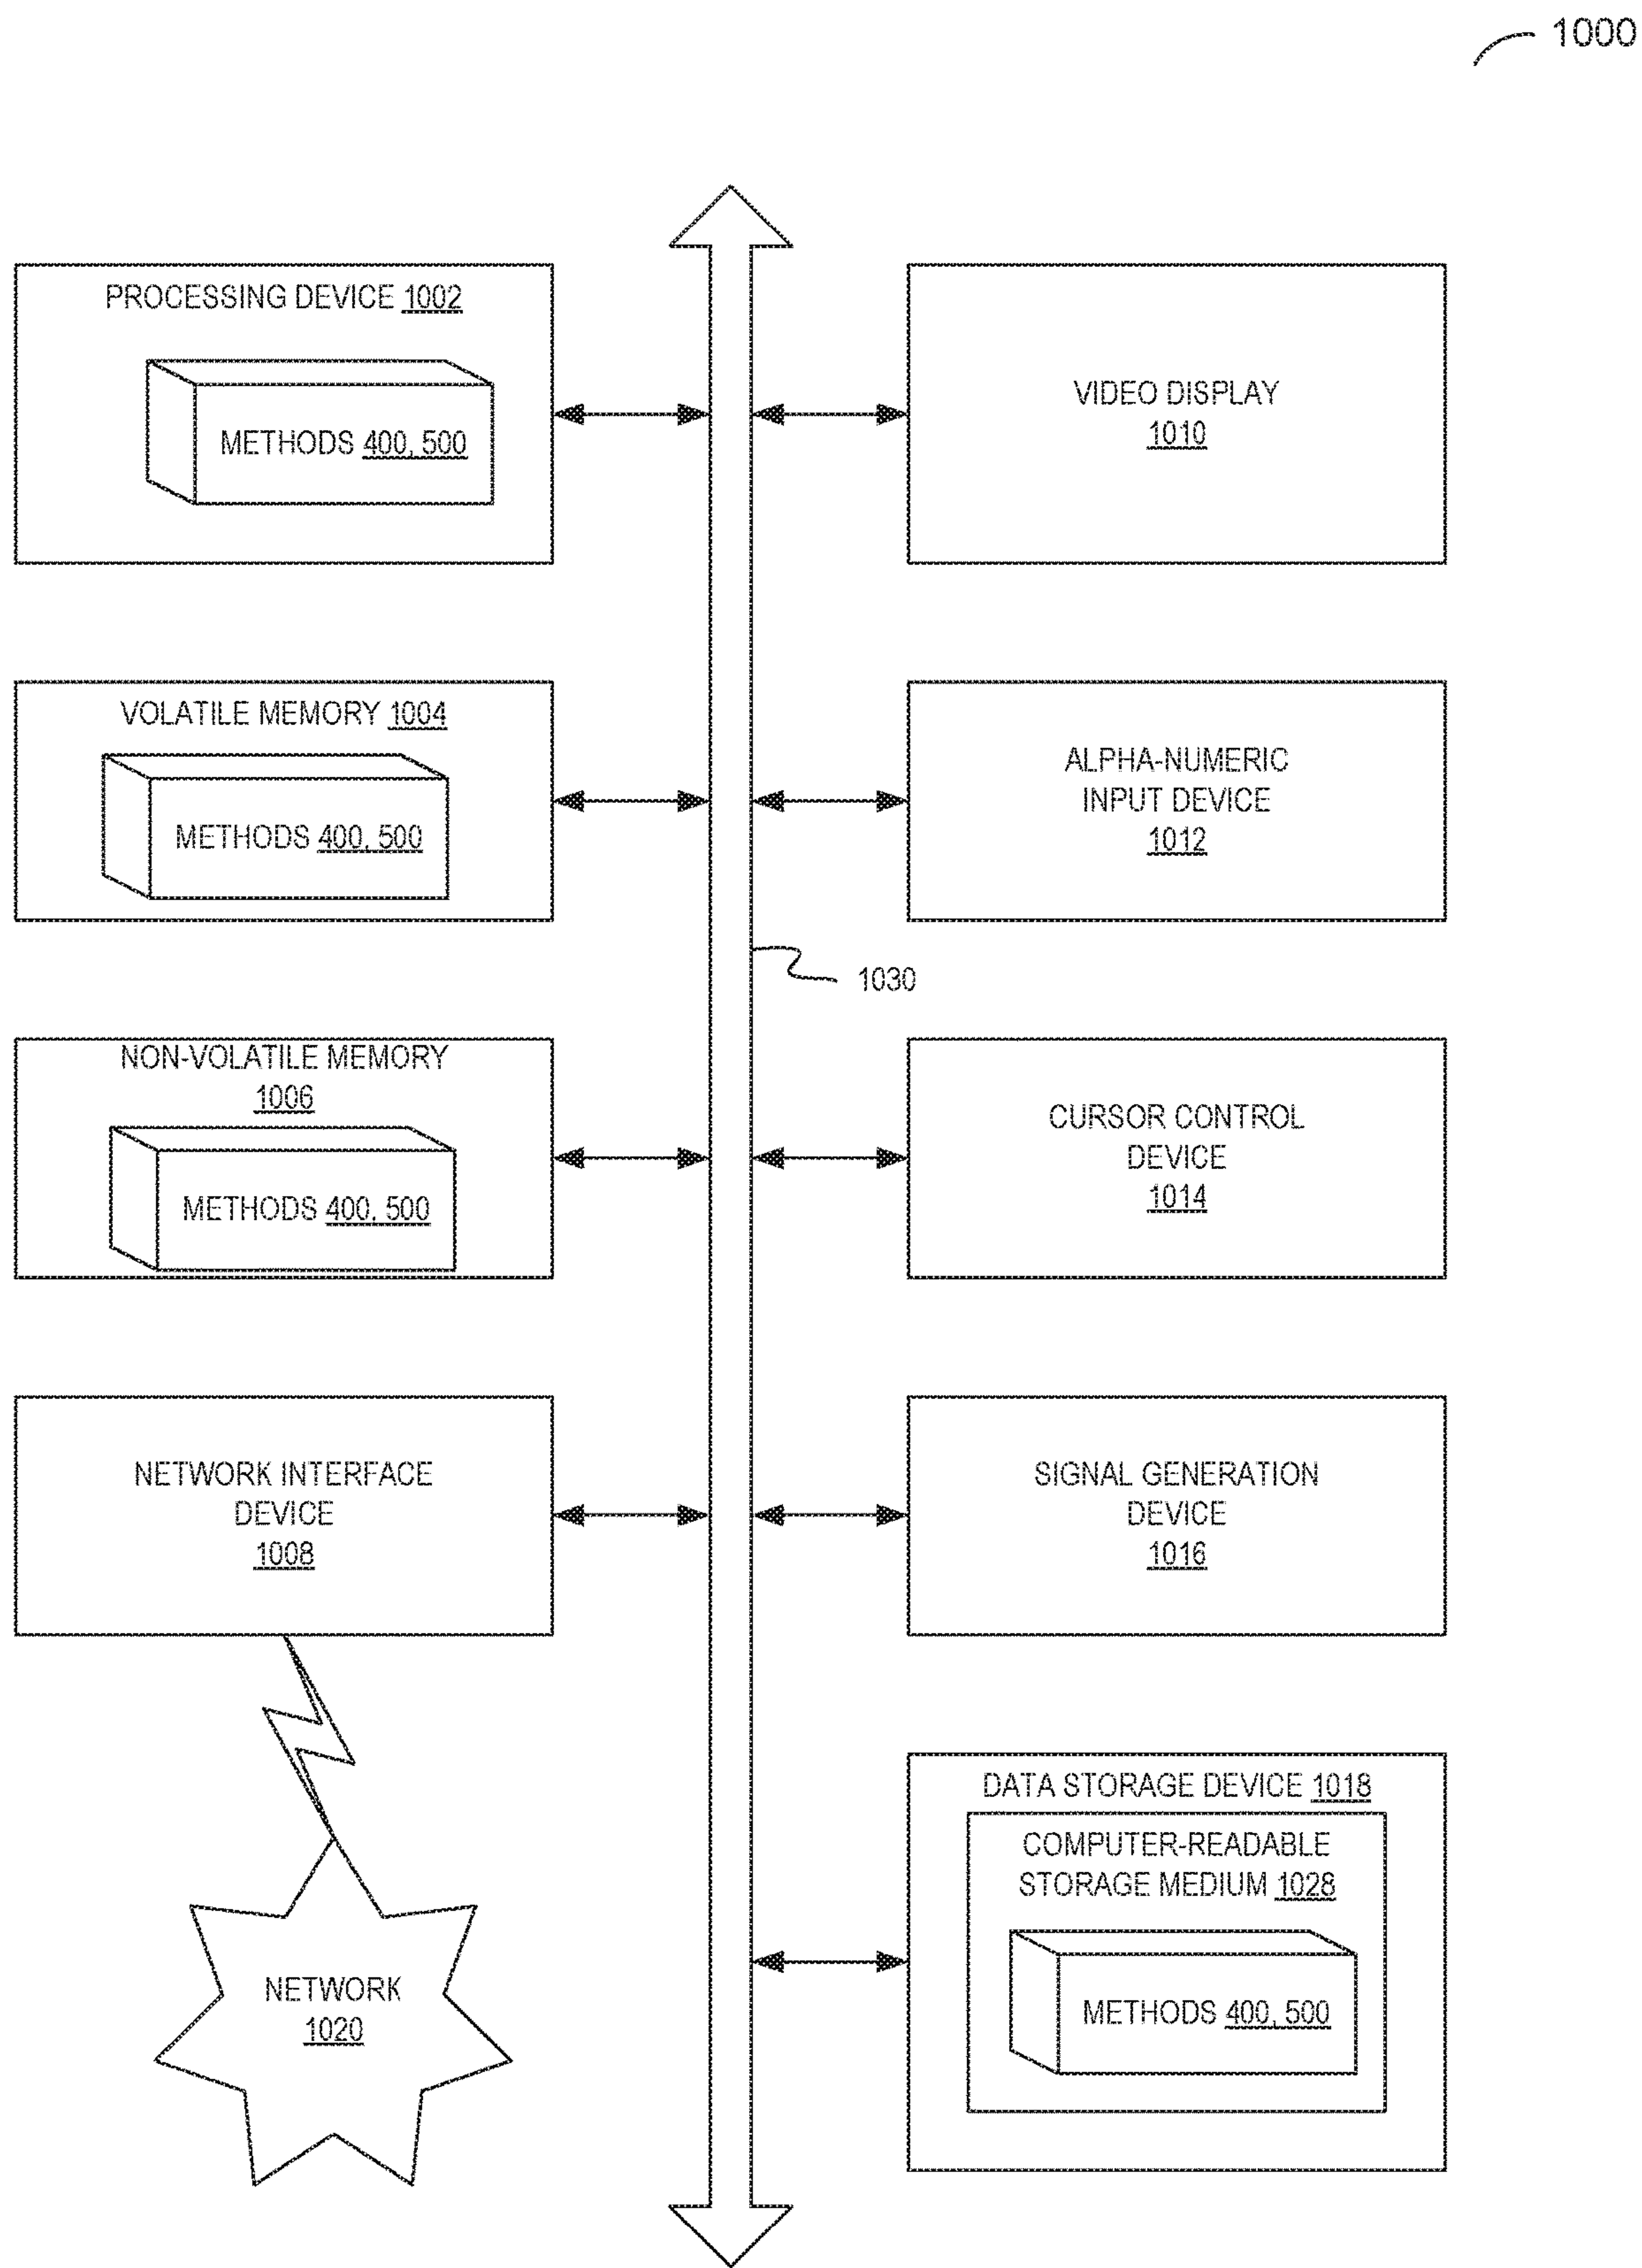 1000
PROCESSING DEVICE 1002
METHODS 400, 500
VIDEO DISPLAY
1010
VOLATILE MEMORY 1004
METHODS 400, 500
ALPHA-NUMERIC
INPUT DEVICE
1012
1030
NON-VOLATILE MEMORY
1006
METHODS 400, 500
CURSOR CONTROL
DEVICE
1014
NETWORK INTERFACE
DEVICE
1008
SIGNAL GENERATION
DEVICE
1016
DATA STORAGE DEVICE 1018
COMPUTER-READABLE
STORAGE MEDIUM 1028
METHODS 400, 500
NETWORK
1020